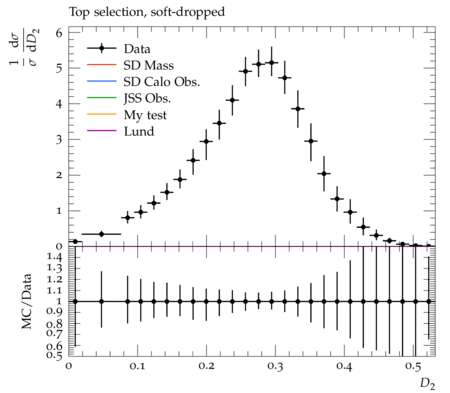 Top selection, soft-dropped
1/σ dσ/dD₂
Data
SD Mass
SD Calo Obs.
JSS Obs.
My test
Lund
6
5
4
3
2
1
0
MC/Data
1.4
1.3
1.2
1.1
1
0.9
0.8
0.7
0.6
0.5
0 0.1 0.2 0.3 0.4 0.5
D₂